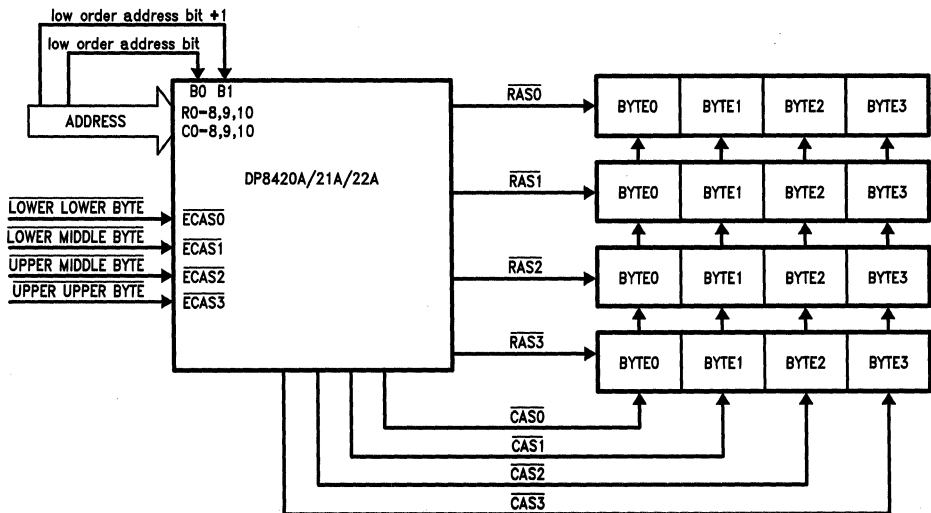 low order address bit +1
low order address bit
B0 B1
R0-8,9,10
C0-8,9,10
ADDRESS
DP8420A/21A/22A
LOWER LOWER BYTE
LOWER MIDDLE BYTE
UPPER MIDDLE BYTE
UPPER UPPER BYTE
ECAS0
ECAS1
ECAS2
ECAS3
RAS0
BYTE0 BYTE1 BYTE2 BYTE3
RAS1
BYTE0 BYTE1 BYTE2 BYTE3
RAS2
BYTE0 BYTE1 BYTE2 BYTE3
RAS3
BYTE0 BYTE1 BYTE2 BYTE3
CAS0
CAS1
CAS2
CAS3